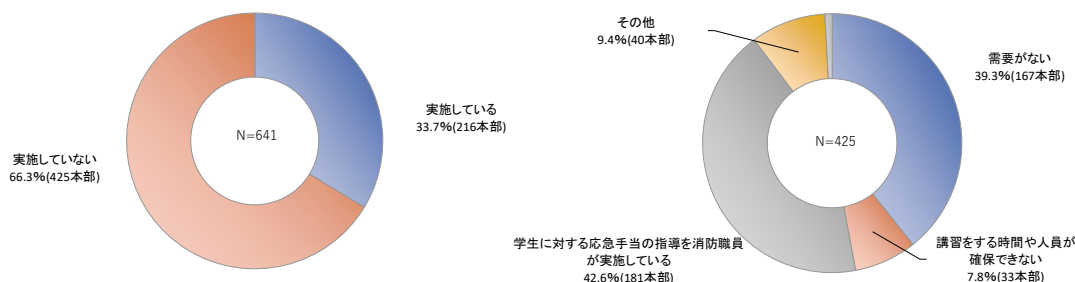 N=641
実施している
33.7%(216本部)
実施していない
66.3%(425本部)
その他
9.4%(40本部)
需要がない
39.3%(167本部)
N=425
学生に対する応急手当の指導を消防職員
が実施している
42.6%(181本部)
講習をする時間や人員が
確保できない
7.8%(33本部)